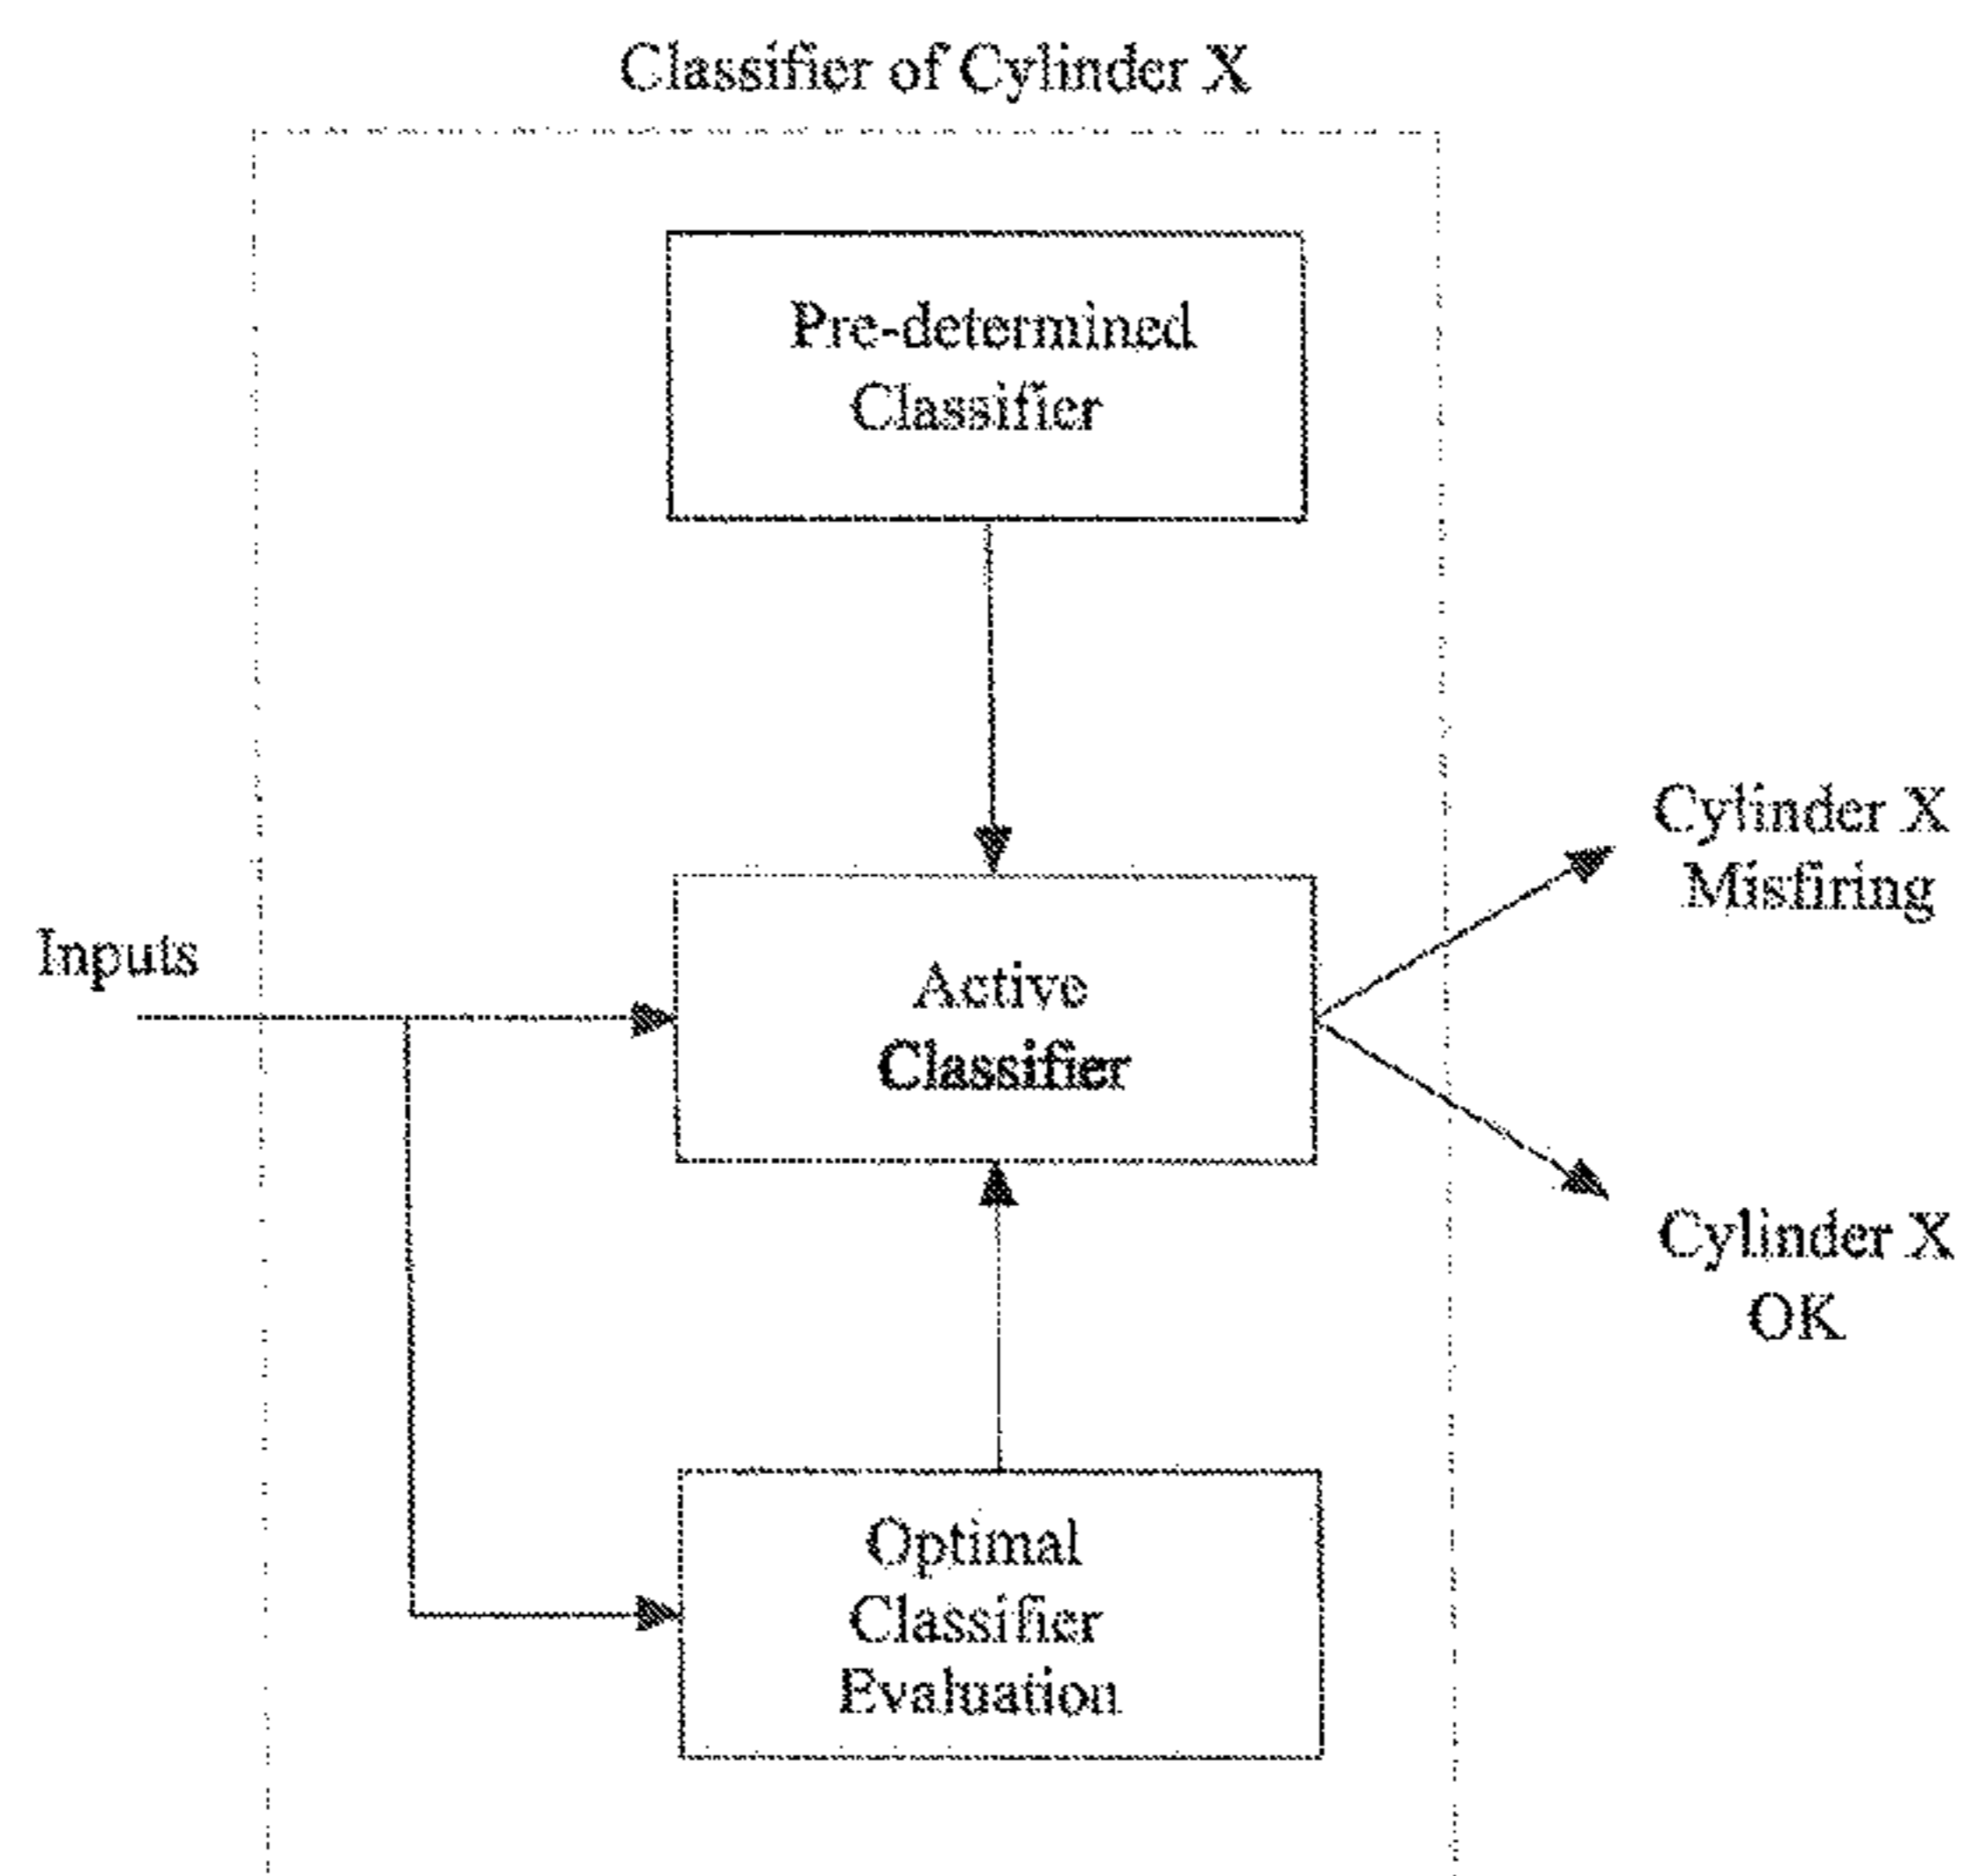 Classifier of Cylinder X
Pre-determined
Classifier
Cylinder X
Misfiring
Inputs
Active
Classifier
Cylinder X
OK
Optimal
Classifier
Evaluation